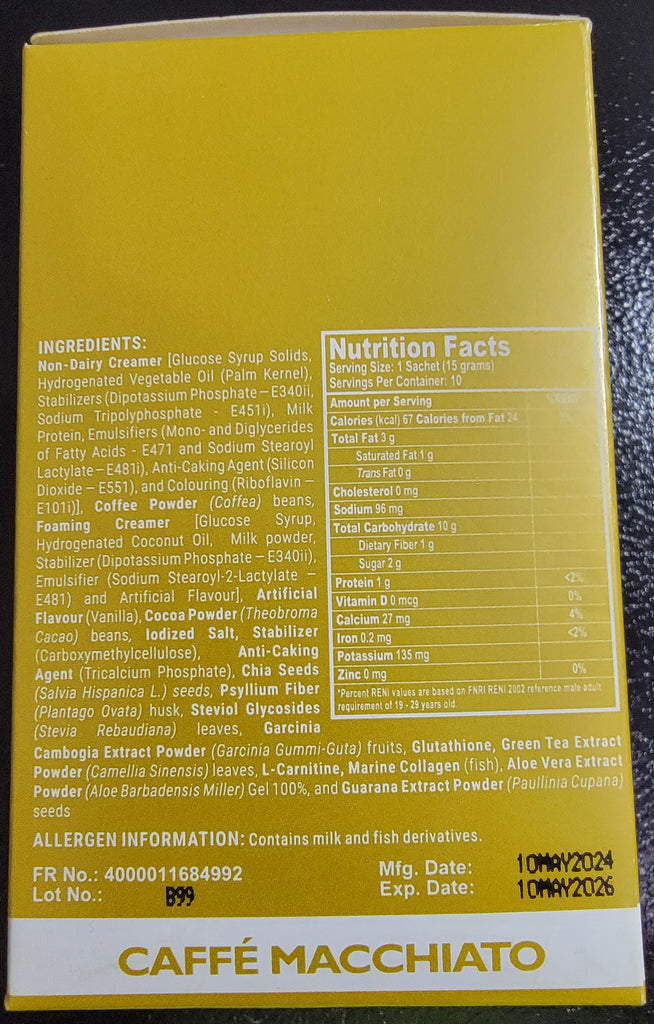 INGREDIENTS:
Non-Dairy Creamer [Glucose Syrup Solids,
Hydrogenated Vegetable Oil (Palm Kernel),
Stabilizers (Dipotassium Phosphate – E340ii,
Sodium Tripolyphosphate - E451i), Milk
Protein, Emulsifiers (Mono- and Diglycerides
of Fatty Acids - E471 and Sodium Stearoyl
Lactylate – E481i), Anti-Caking Agent (Silicon
Dioxide – E551), and Colouring (Riboflavin –
E101i)], Coffee Powder (Coffea) beans,
Foaming Creamer [Glucose Syrup,
Hydrogenated Coconut Oil, Milk powder,
Stabilizer (Dipotassium Phosphate – E340ii),
Emulsifier (Sodium Stearoyl-2-Lactylate –
E481) and Artificial Flavour], Artificial
Flavour (Vanilla), Cocoa Powder (Theobroma
Cacao) beans, Iodized Salt, Stabilizer
(Carboxymethylcellulose), Anti-Caking
Agent (Tricalcium Phosphate), Chia Seeds
(Salvia Hispanica L.) seeds, Psyllium Fiber
(Plantago Ovata) husk, Steviol Glycosides
(Stevia Rebaudiana) leaves, Garcinia
Cambogia Extract Powder (Garcinia Gummi-Guta) fruits, Glutathione, Green Tea Extract
Powder (Camellia Sinensis) leaves, L-Carnitine, Marine Collagen (fish), Aloe Vera Extract
Powder (Aloe Barbadensis Miller) Gel 100%, and Guarana Extract Powder (Paullinia Cupana)
seeds
Nutrition Facts
Serving Size: 1 Sachet (15 grams)
Servings Per Container: 10
Amount per Serving
Calories (kcal) 67 Calories from Fat 24
Total Fat 3 g
Saturated Fat 1 g
Trans Fat 0 g
Cholesterol 0 mg
Sodium 96 mg
Total Carbohydrate 10 g
Dietary Fiber 1 g
Sugar 2 g
Protein 1 g <2%
Vitamin D 0 mcg 0%
Calcium 27 mg 4%
Iron 0.2 mg <2%
Potassium 135 mg
Zinc 0 mg 0%
*Percent RENI values are based on FNRI RENI 2002 reference male adult
requirement of 19 - 29 years old.
ALLERGEN INFORMATION: Contains milk and fish derivatives.
FR No.: 4000011684992
Lot No.: B99
Mfg. Date: 10MAY2024
Exp. Date: 10MAY2026
CAFFÉ MACCHIATO